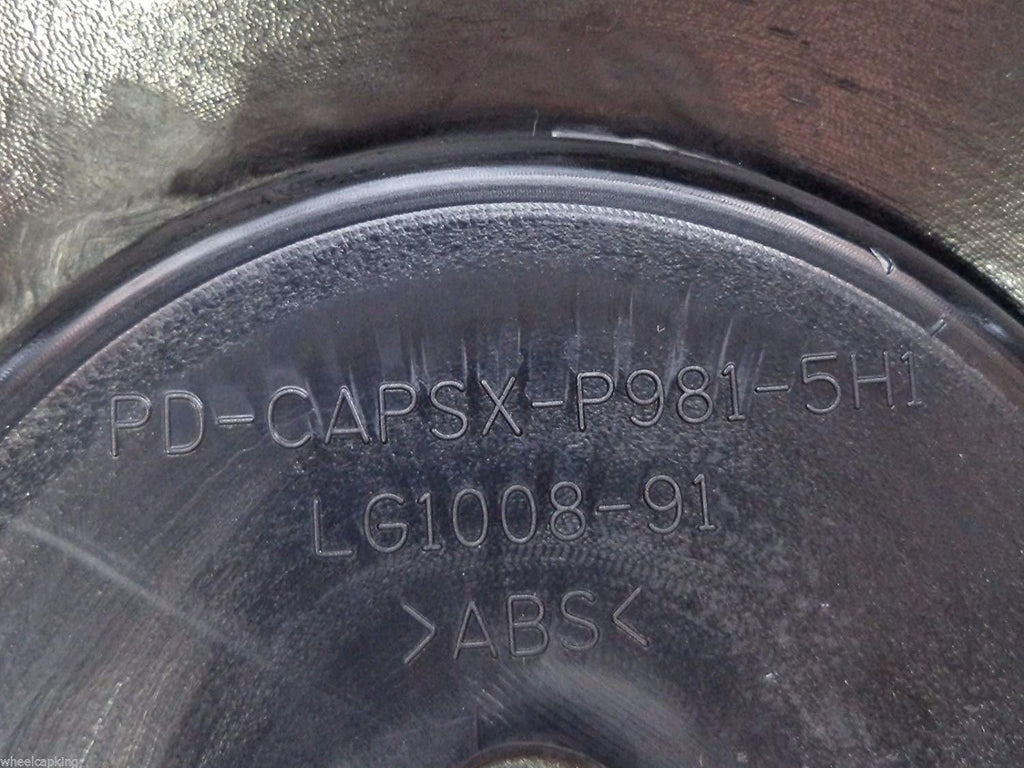 PD-CAPSX-P981-5H1
LG1008-91
>ABS<
wheelcapking